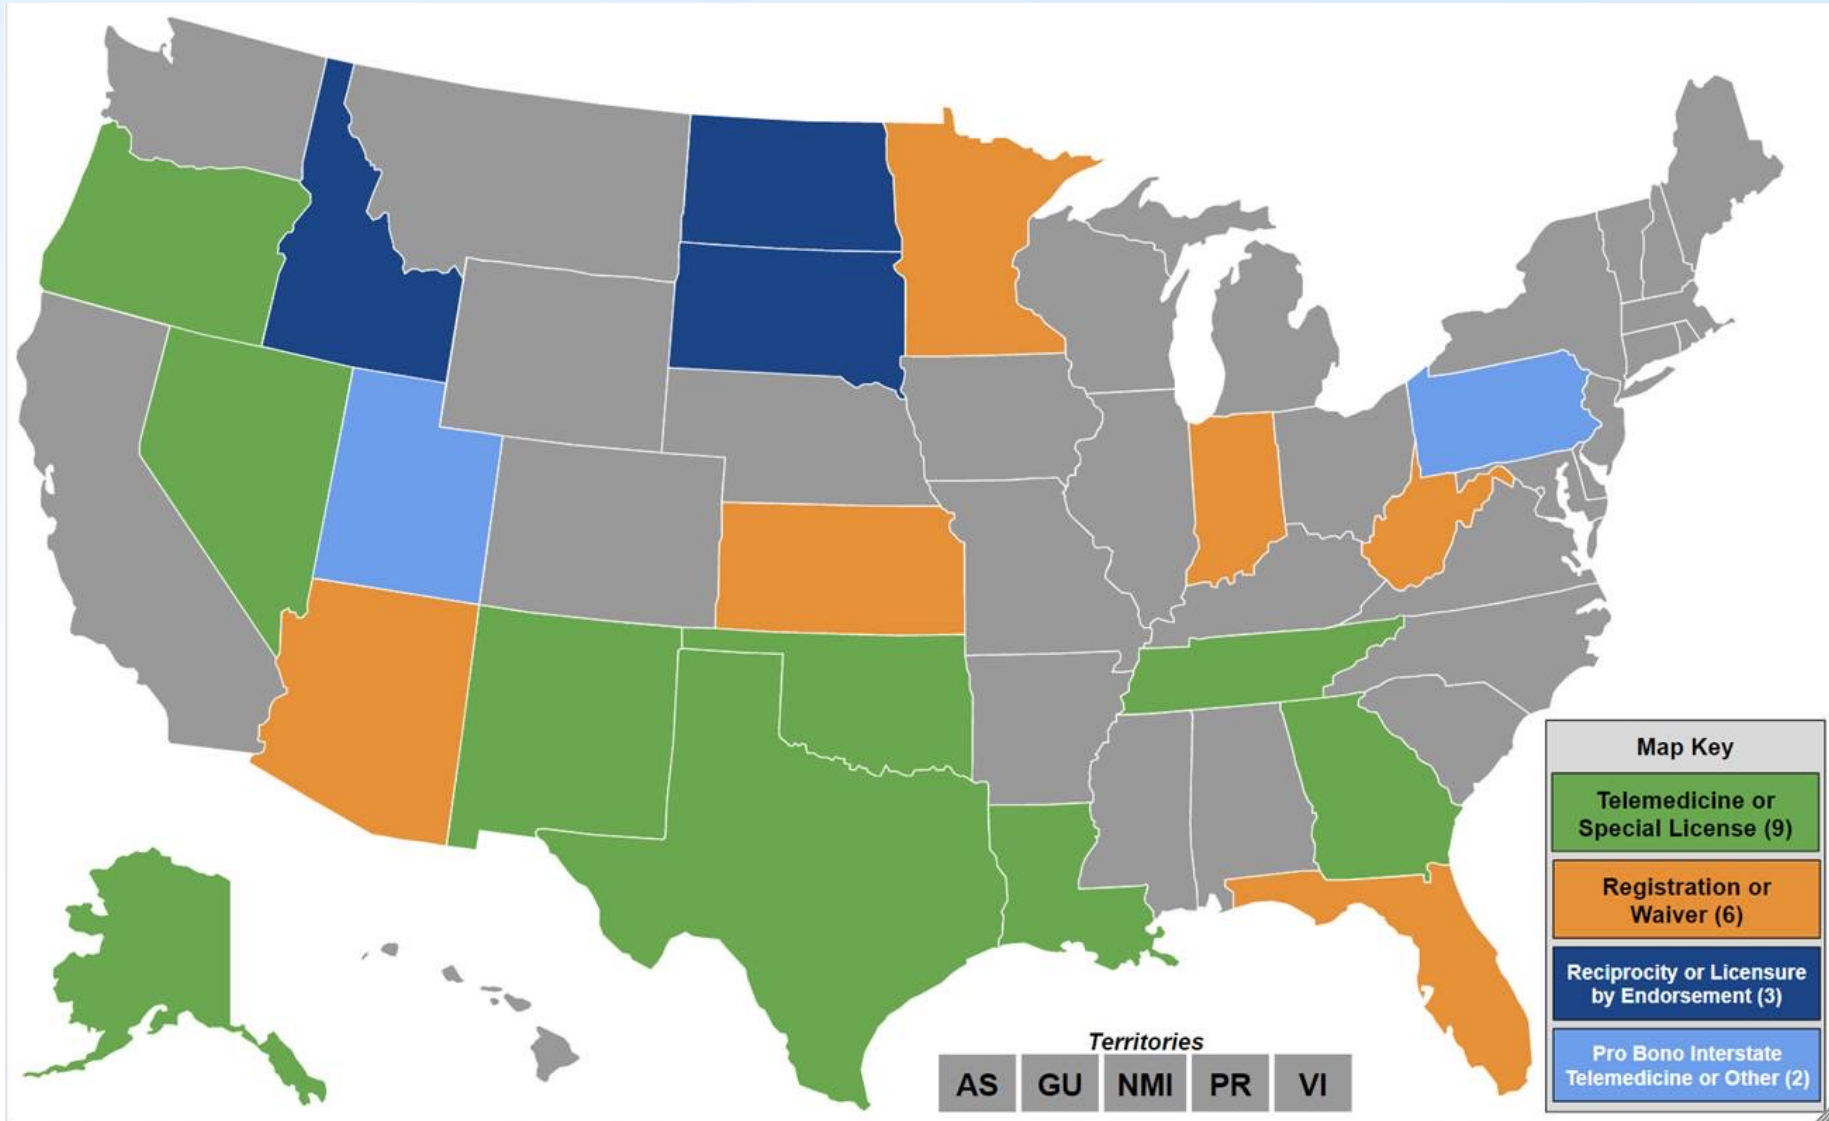 Map Key
Telemedicine or
Special License (9)
Registration or
Waiver (6)
Reciprocity or Licensure
by Endorsement (3)
Pro Bono Interstate
Telemedicine or Other (2)
Territories
AS GU NMI PR VI